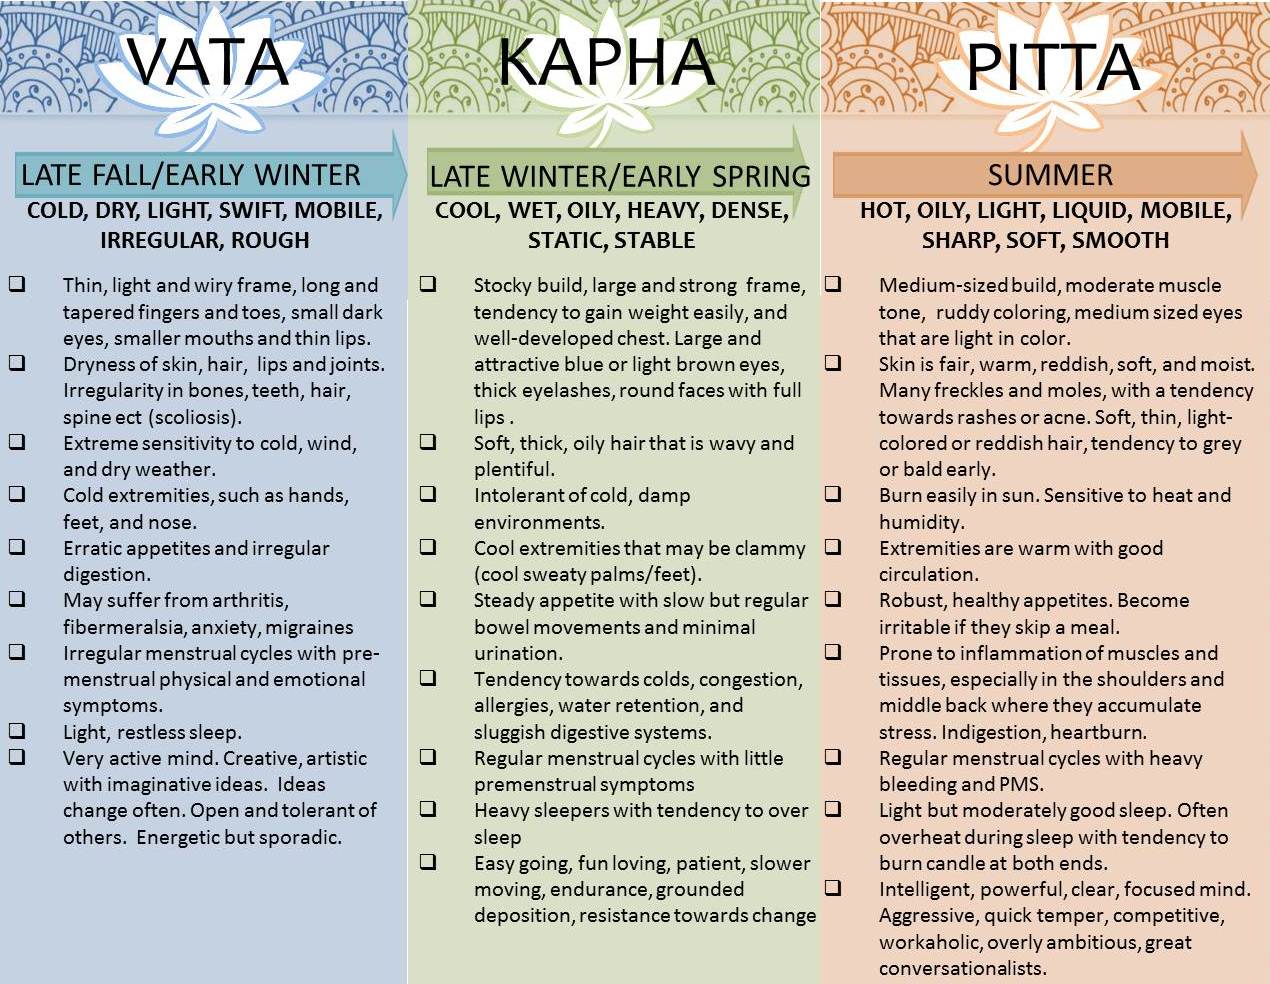 VATA
LATE FALL/EARLY WINTER
COLD, DRY, LIGHT, SWIFT, MOBILE,
IRREGULAR, ROUGH
Thin, light and wiry frame, long and
tapered fingers and toes, small dark
eyes, smaller mouths and thin lips.
Dryness of skin, hair, lips and joints.
Irregularity in bones, teeth, hair,
spine ect (scoliosis).
Extreme sensitivity to cold, wind,
and dry weather.
Cold extremities, such as hands,
feet, and nose.
Erratic appetites and irregular
digestion.
May suffer from arthritis,
fibermeralsia, anxiety, migraines
Irregular menstrual cycles with pre-
menstrual physical and emotional
symptoms.
Light, restless sleep.
Very active mind. Creative, artistic
with imaginative ideas. Ideas
change often. Open and tolerant of
others. Energetic but sporadic.
KAPHA
LATE WINTER/EARLY SPRING
COOL, WET, OILY, HEAVY, DENSE,
STATIC, STABLE
Stocky build, large and strong frame,
tendency to gain weight easily, and
well-developed chest. Large and
attractive blue or light brown eyes,
thick eyelashes, round faces with full
lips .
Soft, thick, oily hair that is wavy and
plentiful.
Intolerant of cold, damp
environments.
Cool extremities that may be clammy
(cool sweaty palms/feet).
Steady appetite with slow but regular
bowel movements and minimal
urination.
Tendency towards colds, congestion,
allergies, water retention, and
sluggish digestive systems.
Regular menstrual cycles with little
premenstrual symptoms
Heavy sleepers with tendency to over
sleep
Easy going, fun loving, patient, slower
moving, endurance, grounded
deposition, resistance towards change
PITTA
SUMMER
HOT, OILY, LIGHT, LIQUID, MOBILE,
SHARP, SOFT, SMOOTH
Medium-sized build, moderate muscle
tone, ruddy coloring, medium sized eyes
that are light in color.
Skin is fair, warm, reddish, soft, and moist.
Many freckles and moles, with a tendency
towards rashes or acne. Soft, thin, light-
colored or reddish hair, tendency to grey
or bald early.
Burn easily in sun. Sensitive to heat and
humidity.
Extremities are warm with good
circulation.
Robust, healthy appetites. Become
irritable if they skip a meal.
Prone to inflammation of muscles and
tissues, especially in the shoulders and
middle back where they accumulate
stress. Indigestion, heartburn.
Regular menstrual cycles with heavy
bleeding and PMS.
Light but moderately good sleep. Often
overheat during sleep with tendency to
burn candle at both ends.
Intelligent, powerful, clear, focused mind.
Aggressive, quick temper, competitive,
workaholic, overly ambitious, great
conversationalists.